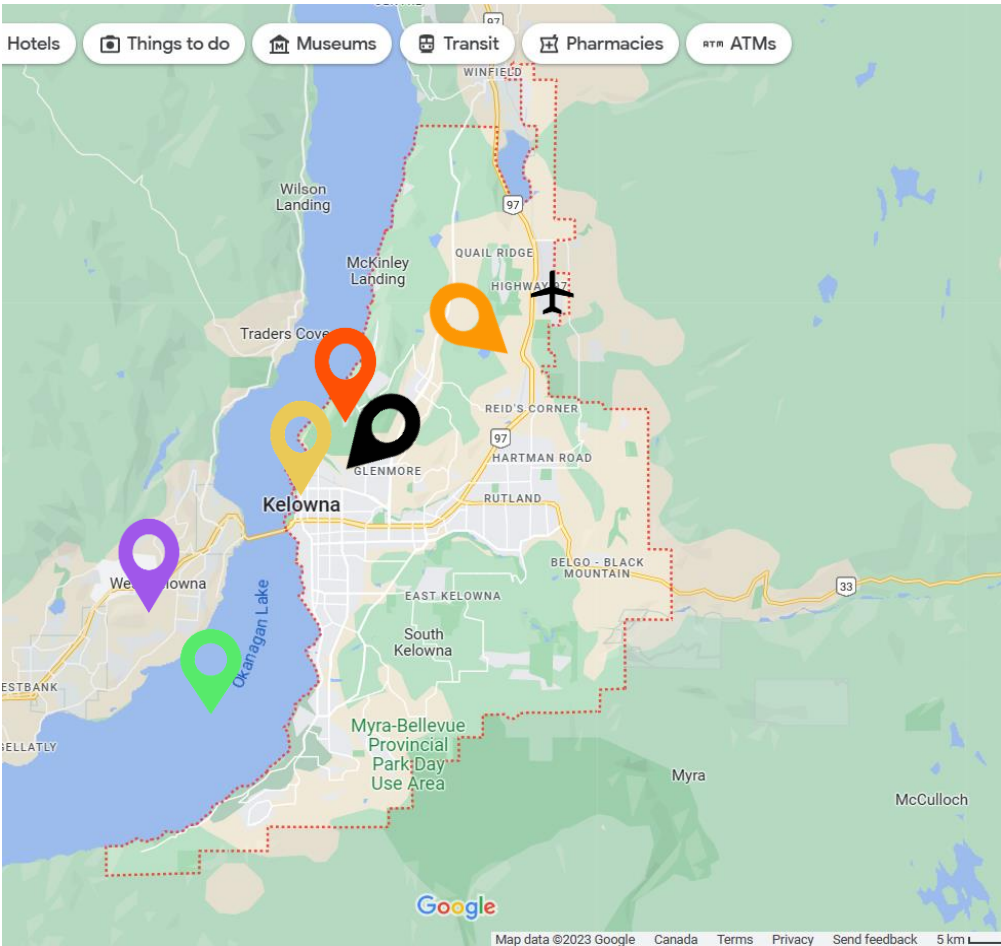 97
Hotels
Things to do
Museums
Transit
Pharmacies
ATM ATMs
WINFIELD
Wilson
Landing
97
QUAIL RIDGE
McKinley
Landing
HIGHWAY 97
Traders Cove
REID'S CORNER
97
HARTMAN ROAD
GLENMORE
RUTLAND
Kelowna
BELGO - BLACK
MOUNTAIN
33
EAST KELOWNA
Okanagan Lake
South
Kelowna
ESTBANK
GELLATLY
Myra-Bellevue
Provincial
Park Day
Use Area
Myra
McCulloch
Google
Map data ©2023 Google Canada Terms Privacy Send feedback 5 km